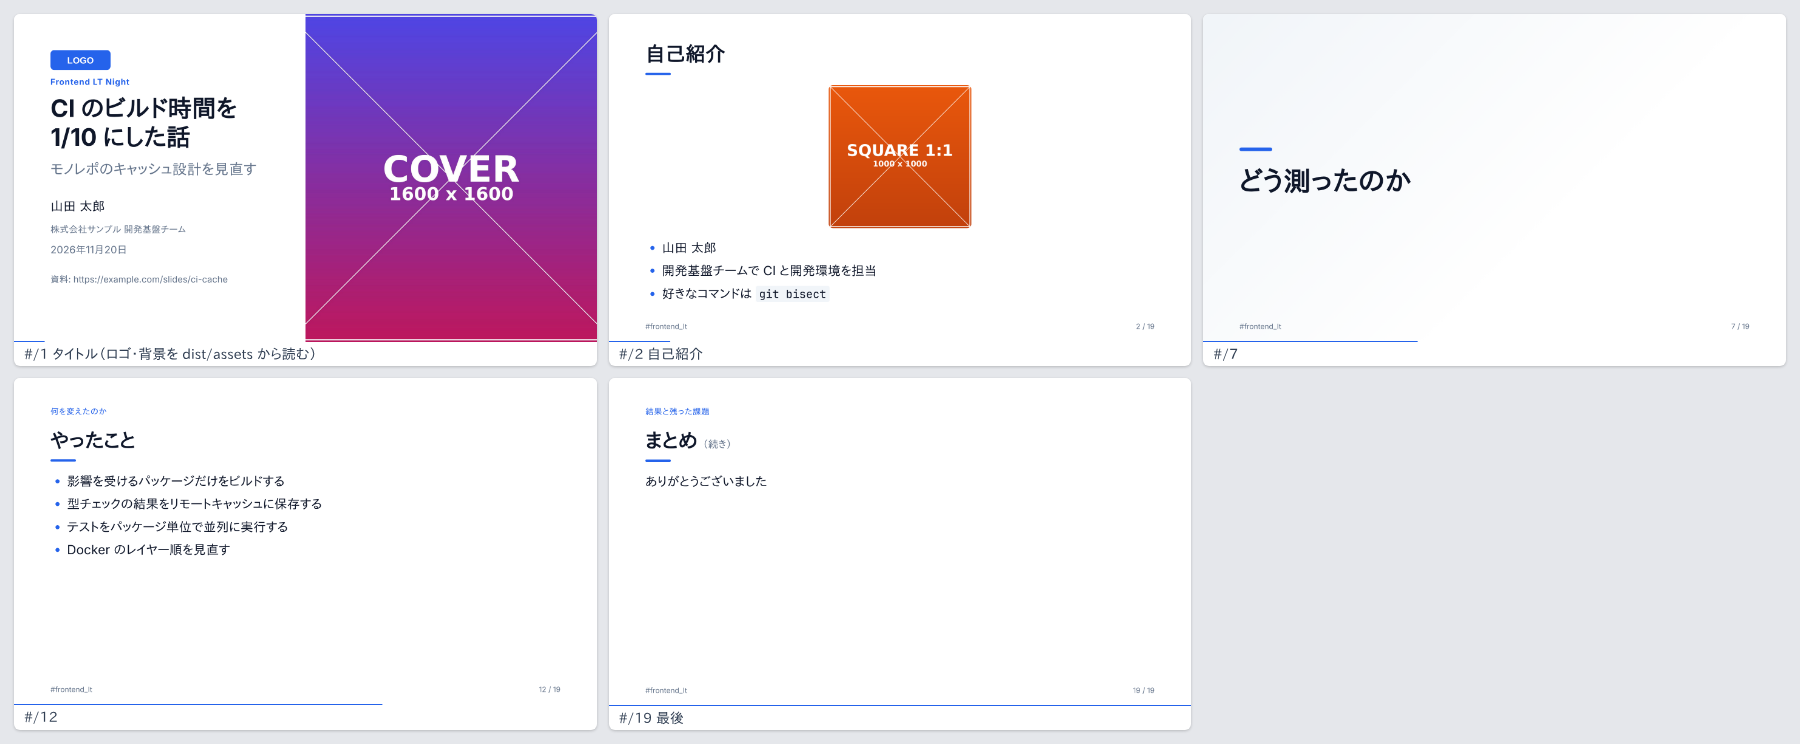 LOGO
Frontend LT Night
CI のビルド時間を
1/10 にした話
モノレポのキャッシュ設計を見直す
山田 太郎
株式会社サンプル 開発基盤チーム
2026年11月20日
資料: https://example.com/slides/ci-cache
COVER
1600 x 1600
#/1 タイトル（ロゴ・背景を dist/assets から読む）
自己紹介
SQUARE 1:1
1000 x 1000
山田 太郎
開発基盤チームで CI と開発環境を担当
好きなコマンドは git bisect
#frontend_lt
2 / 19
#/2 自己紹介
どう測ったのか
#frontend_lt
7 / 19
#/7
何を変えたのか
やったこと
影響を受けるパッケージだけをビルドする
型チェックの結果をリモートキャッシュに保存する
テストをパッケージ単位で並列に実行する
Docker のレイヤー順を見直す
#frontend_lt
12 / 19
#/12
結果と残った課題
まとめ（続き）
ありがとうございました
#frontend_lt
19 / 19
#/19 最後